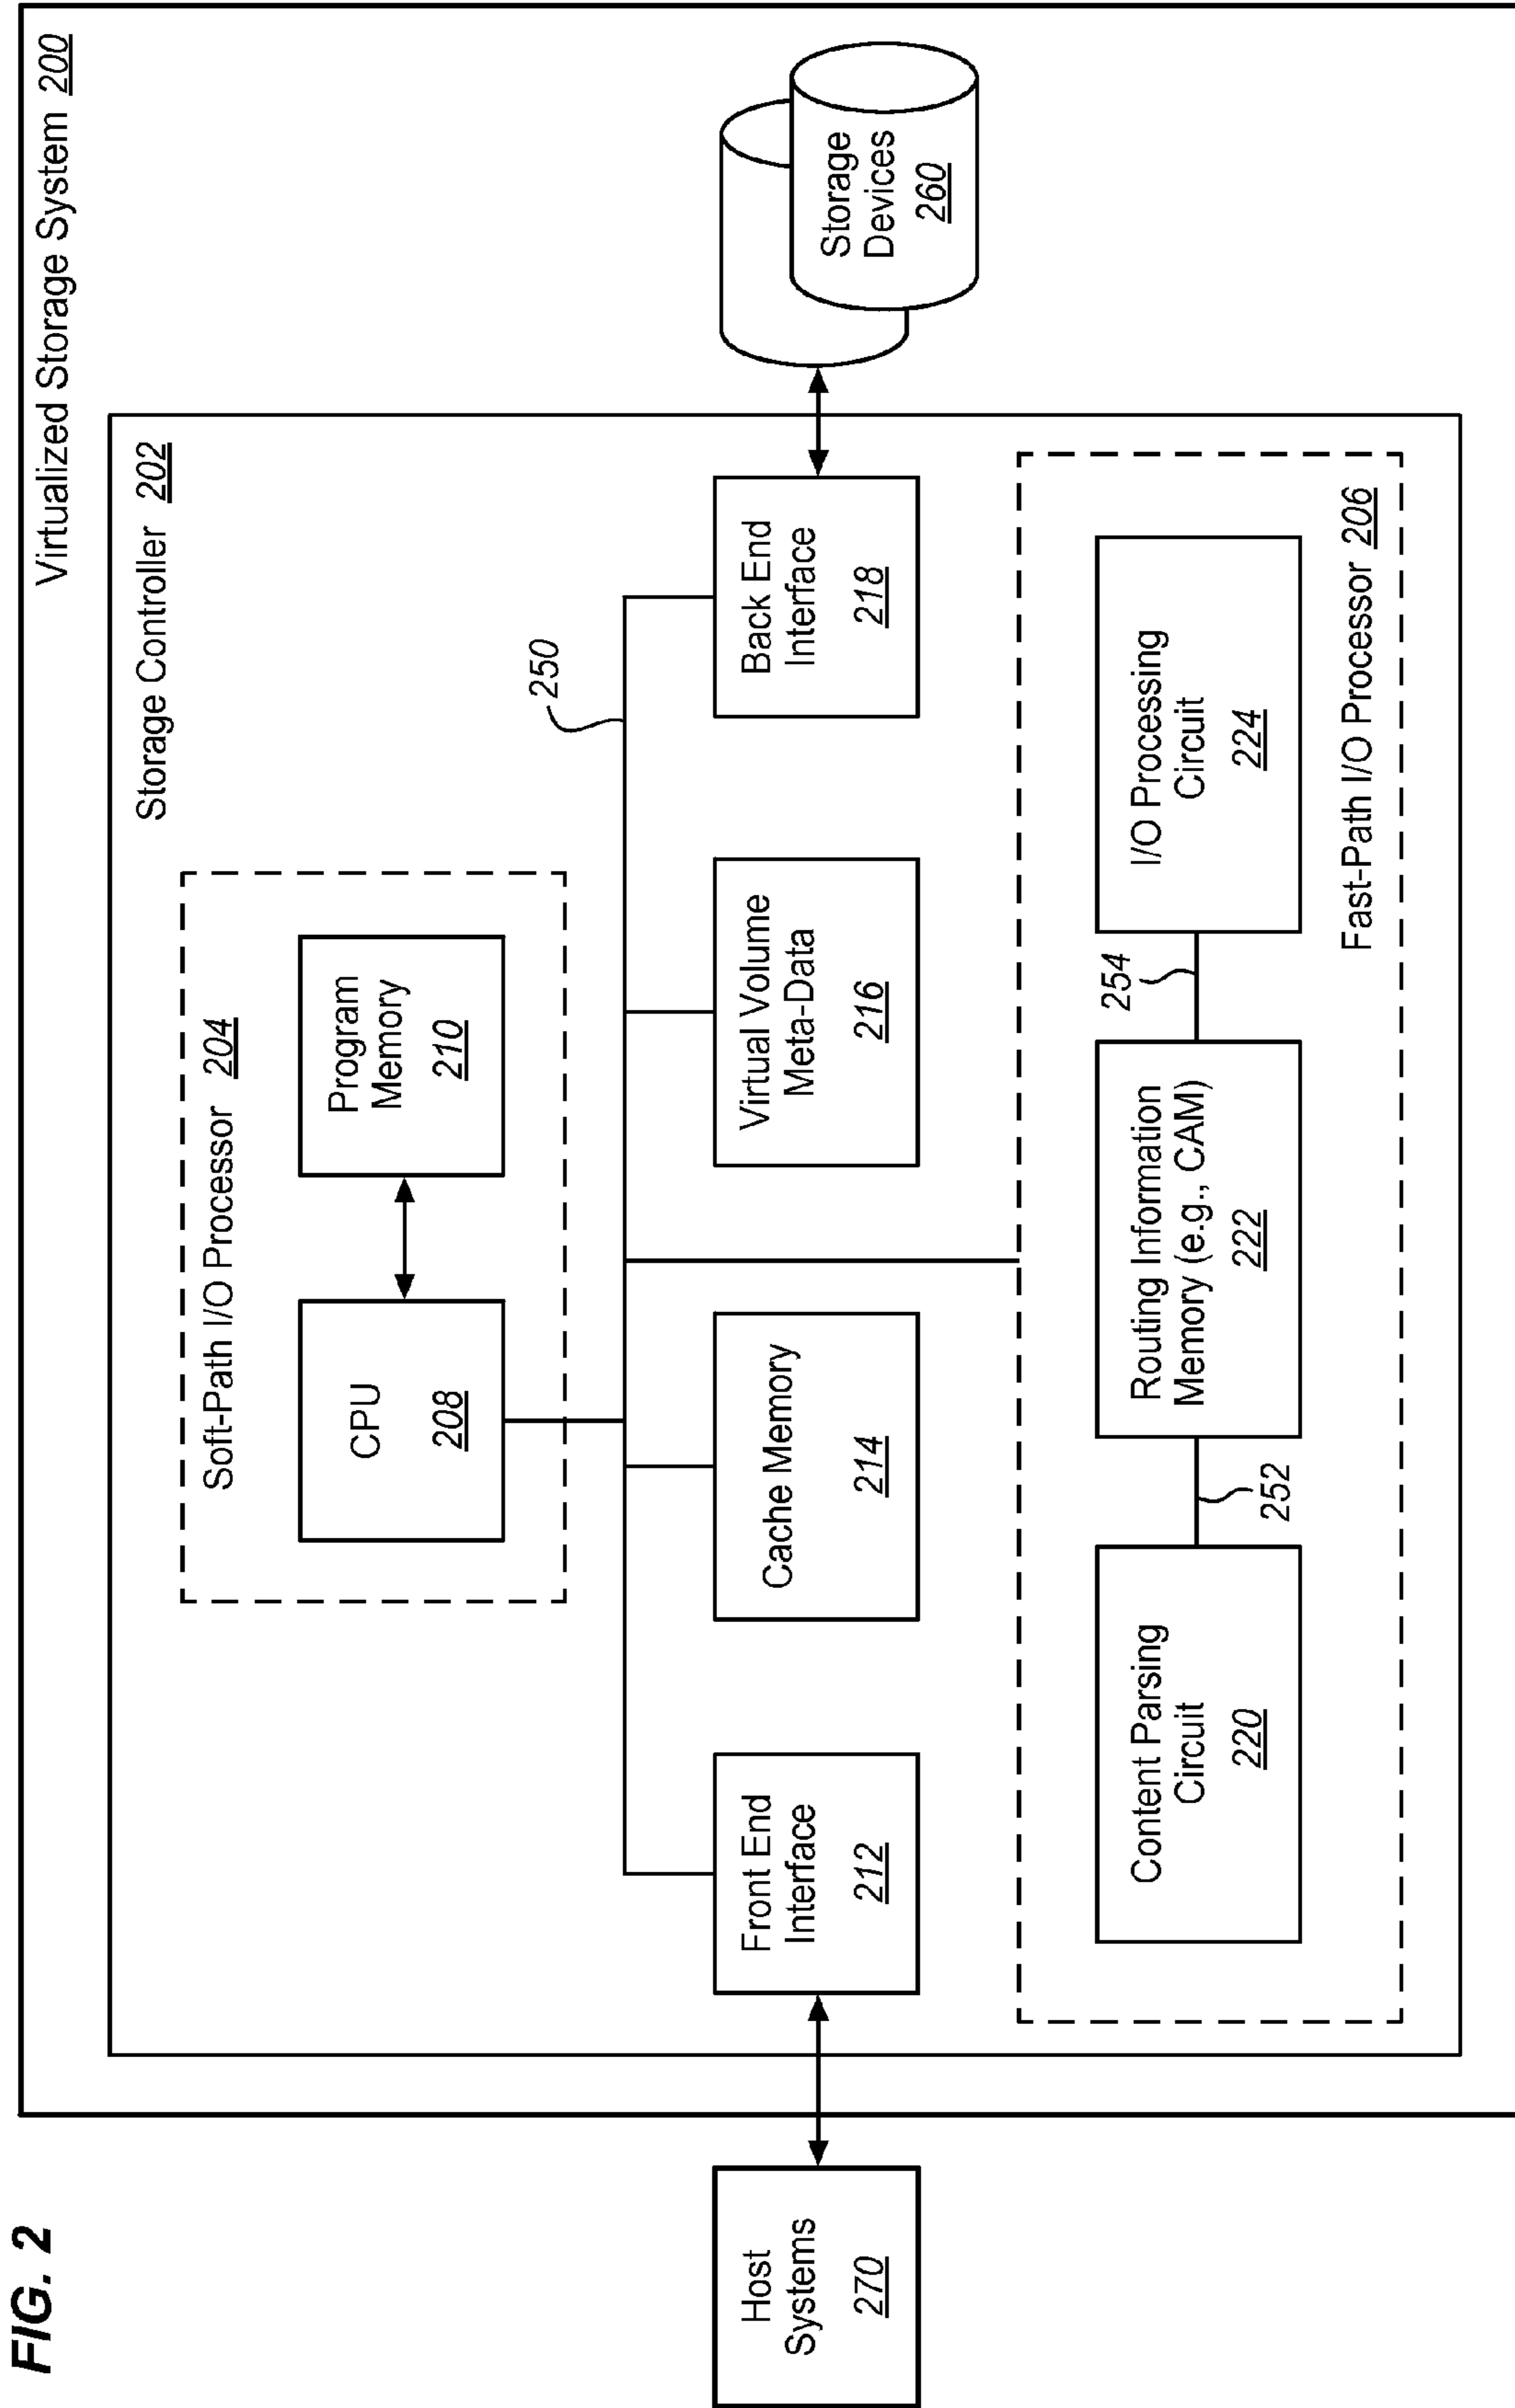 FIG. 2
Virtualized Storage System 200
Storage Controller 202
Soft-Path I/O Processor 204
CPU
208
Program
Memory
210
250
Host
Systems
270
Front End
Interface
212
Cache Memory
214
Virtual Volume
Meta-Data
216
Back End
Interface
218
Storage
Devices
260
Content Parsing
Circuit
220
252
Routing Information
Memory (e.g., CAM)
222
254
I/O Processing
Circuit
224
Fast-Path I/O Processor 206